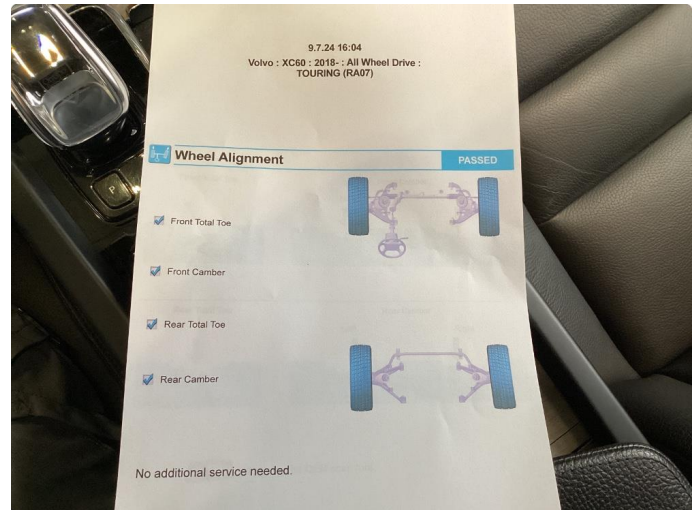 9.7.24 16:04
Volvo : XC60 : 2018- : All Wheel Drive :
TOURING (RA07)
Wheel Alignment
PASSED
Front Total Toe
Front Camber
Rear Total Toe
Rear Camber
No additional service needed.
P